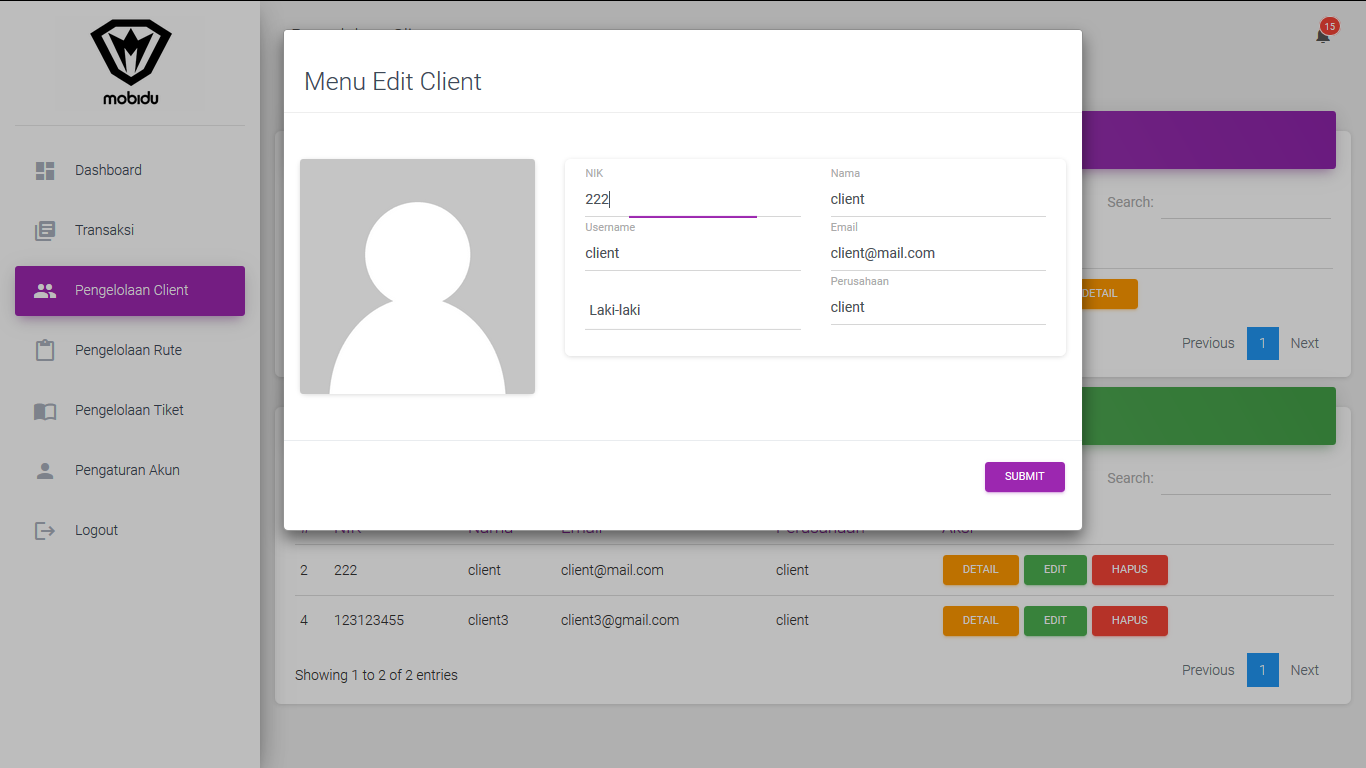 mobidu
Dashboard
Transaksi
Pengelolaan Client
Pengelolaan Rute
Pengelolaan Tiket
Pengaturan Akun
Logout
15
Menu Edit Client
NIK
222
Nama
client
Username
client
Email
client@mail.com
Laki-laki
Perusahaan
client
SUBMIT
Search:
DETAIL
Previous 1 Next
Search:
# NIK Nama Email Perusahaan Aksi
2 222 client client@mail.com client DETAIL EDIT HAPUS
4 123123455 client3 client3@gmail.com client DETAIL EDIT HAPUS
Showing 1 to 2 of 2 entries
Previous 1 Next